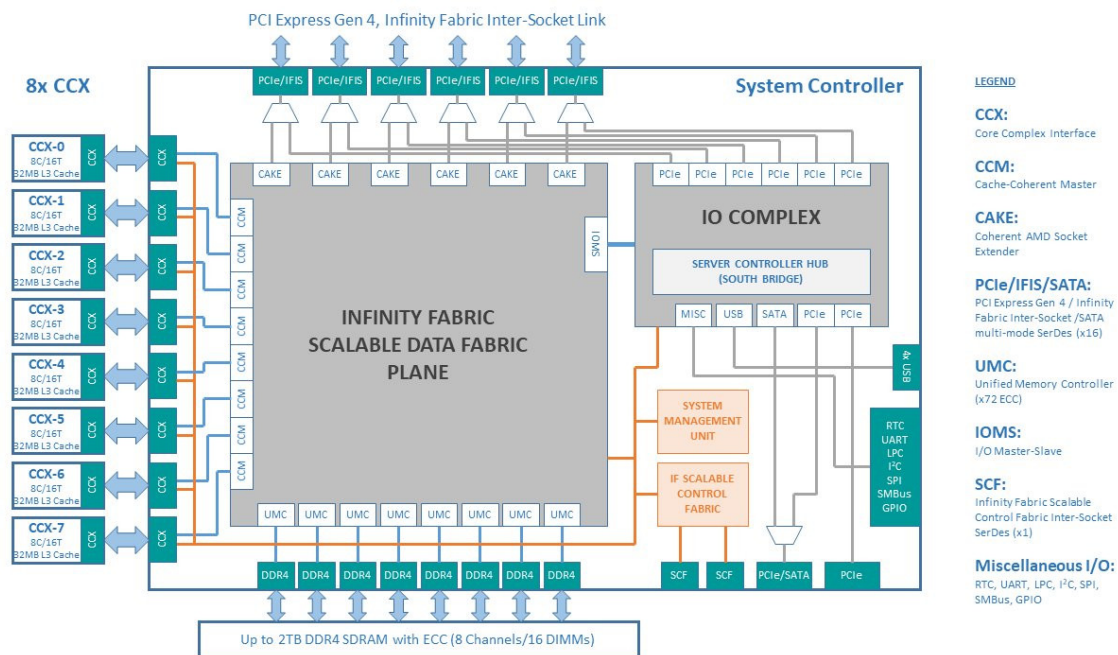 PCI Express Gen 4, Infinity Fabric Inter-Socket Link
8x CCX
PCIe/IFIS
PCIe/IFIS
PCIe/IFIS
PCIe/IFIS
PCIe/IFIS
PCIe/IFIS
System Controller
CCX-0
8C/16T
32MB L3 Cache
CCX
CCX
CCX-1
8C/16T
32MB L3 Cache
CCX
CCX
CCX-2
8C/16T
32MB L3 Cache
CCX
CCX
CCX-3
8C/16T
32MB L3 Cache
CCX
CCX
CCX-4
8C/16T
32MB L3 Cache
CCX
CCX
CCX-5
8C/16T
32MB L3 Cache
CCX
CCX
CCX-6
8C/16T
32MB L3 Cache
CCX
CCX
CCX-7
8C/16T
32MB L3 Cache
CCX
CCX
CAKE
CAKE
CAKE
CAKE
CAKE
CAKE
CCM
CCM
CCM
CCM
CCM
CCM
CCM
CCM
IOMS
INFINITY FABRIC
SCALABLE DATA FABRIC
PLANE
UMC
UMC
UMC
UMC
UMC
UMC
UMC
UMC
DDR4
DDR4
DDR4
DDR4
DDR4
DDR4
DDR4
DDR4
Up to 2TB DDR4 SDRAM with ECC (8 Channels/16 DIMMs)
PCIe
PCIe
PCIe
PCIe
PCIe
PCIe
IO COMPLEX
SERVER CONTROLLER HUB
(SOUTH BRIDGE)
MISC
USB
SATA
PCIe
PCIe
4x USB
RTC
UART
LPC
I²C
SPI
SMBus
GPIO
SYSTEM
MANAGEMENT
UNIT
IF SCALABLE
CONTROL
FABRIC
SCF
SCF
PCIe/SATA
PCIe
LEGEND
CCX:
Core Complex Interface
CCM:
Cache-Coherent Master
CAKE:
Coherent AMD Socket
Extender
PCIe/IFIS/SATA:
PCI Express Gen 4 / Infinity
Fabric Inter-Socket /SATA
multi-mode SerDes (x16)
UMC:
Unified Memory Controller
(x72 ECC)
IOMS:
I/O Master-Slave
SCF:
Infinity Fabric Scalable
Control Fabric Inter-Socket
SerDes (x1)
Miscellaneous I/O:
RTC, UART, LPC, I²C, SPI,
SMBus, GPIO